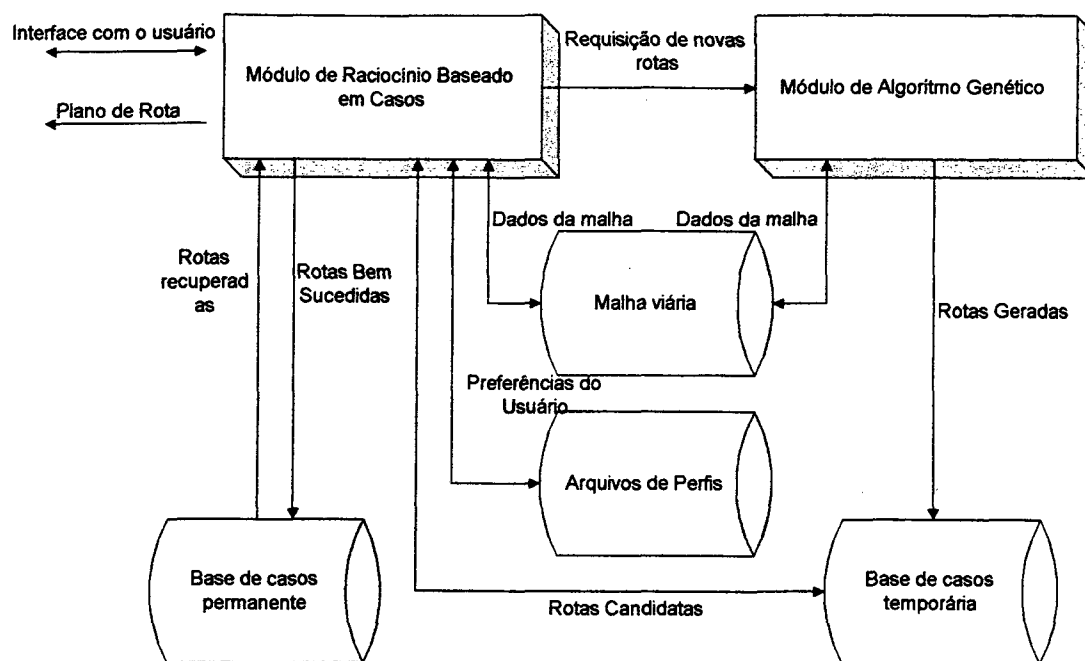 Interface com o usuário
Plano de Rota
Módulo de Raciocínio Baseado
em Casos
Requisição de novas
rotas
Módulo de Algoritmo Genético
Dados da malha
Dados da malha
Rotas
recuperad
as
Rotas Bem
Sucedidas
Malha viária
Rotas Geradas
Preferências do
Usuário
Arquivos de Perfis
Base de casos
permanente
Rotas Candidatas
Base de casos
temporária